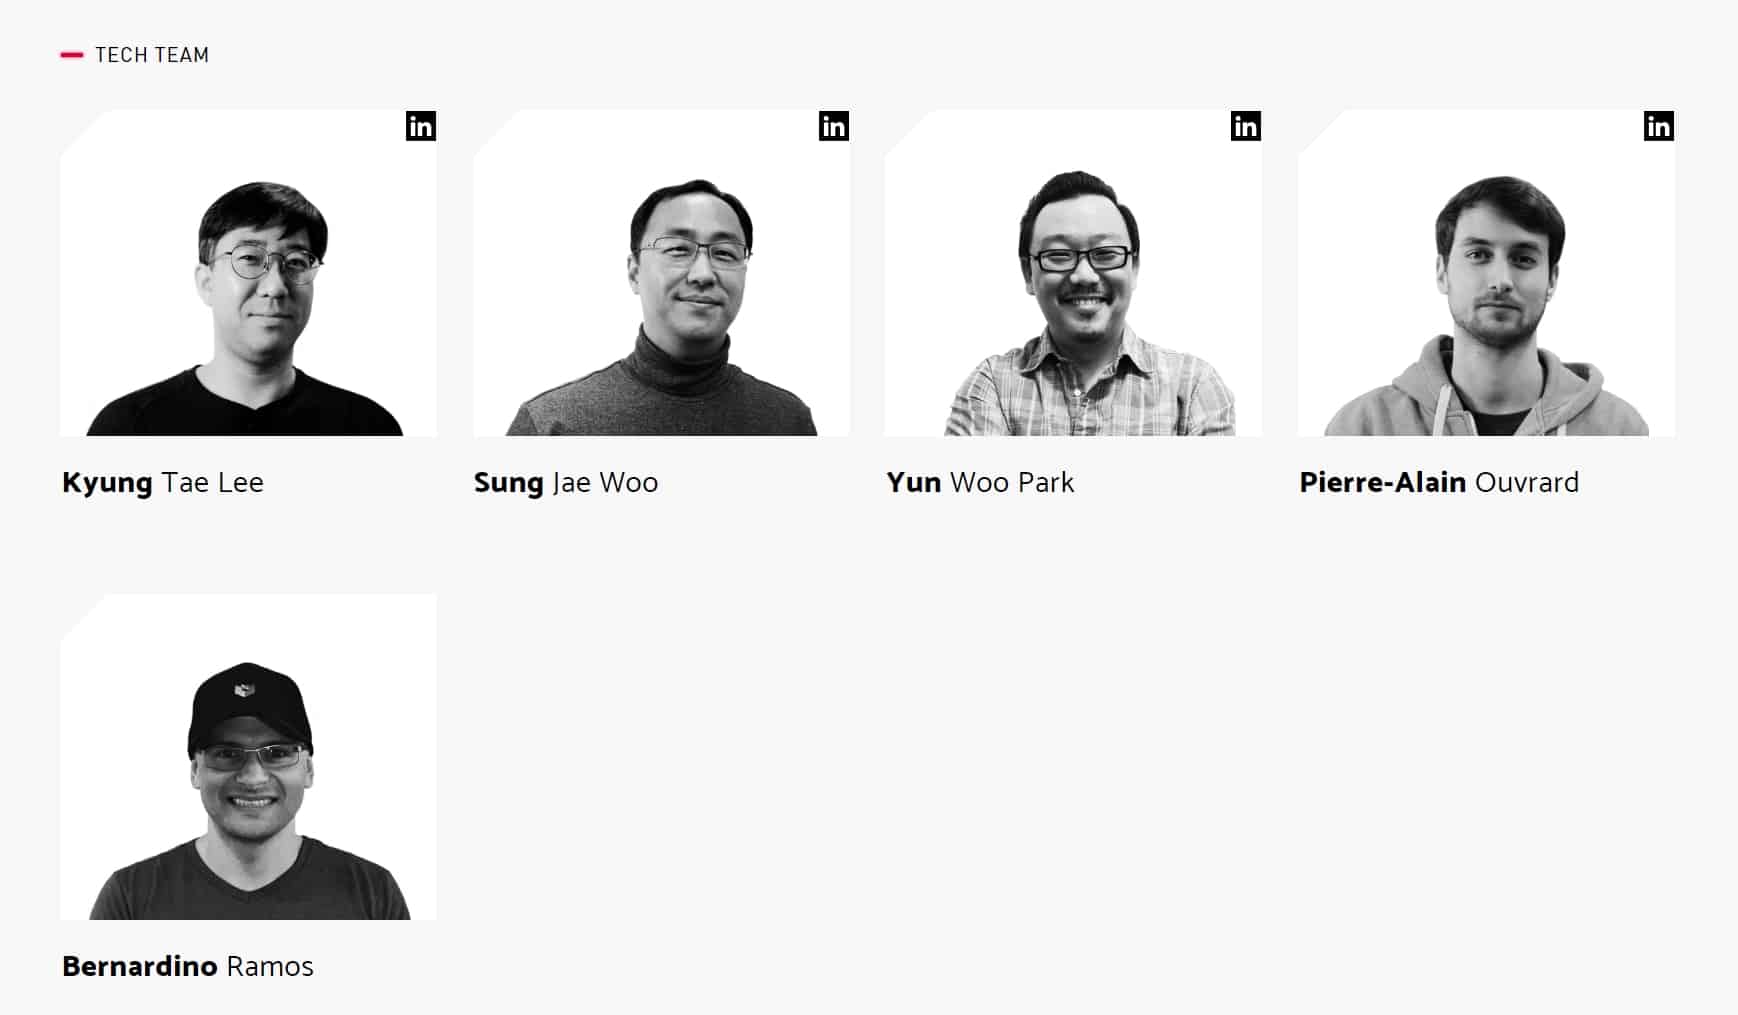 TECH TEAM
in
in
in
in
Kyung Tae Lee
Sung Jae Woo
Yun Woo Park
Pierre-Alain Ouvrard
Bernardino Ramos